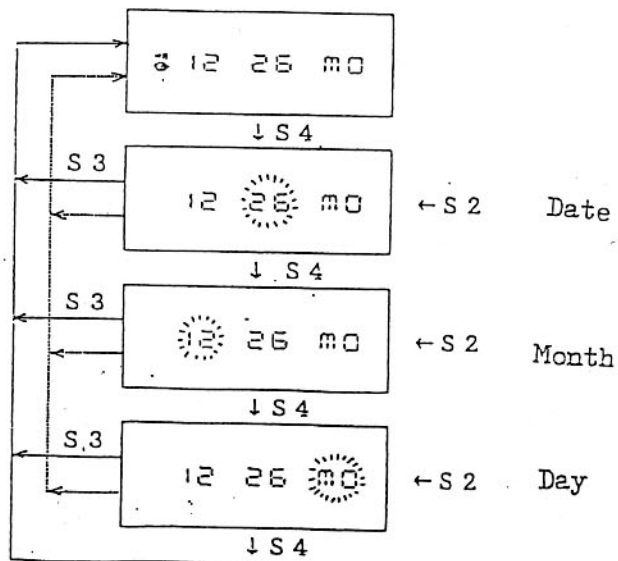 12 26 MO
↓ S 4
S 3
12 26 MO ← S 2 Date
↓ S 4
S 3
12 26 MO ← S 2 Month
↓ S 4
S.3
12 26 MO ← S 2 Day
↓ S 4